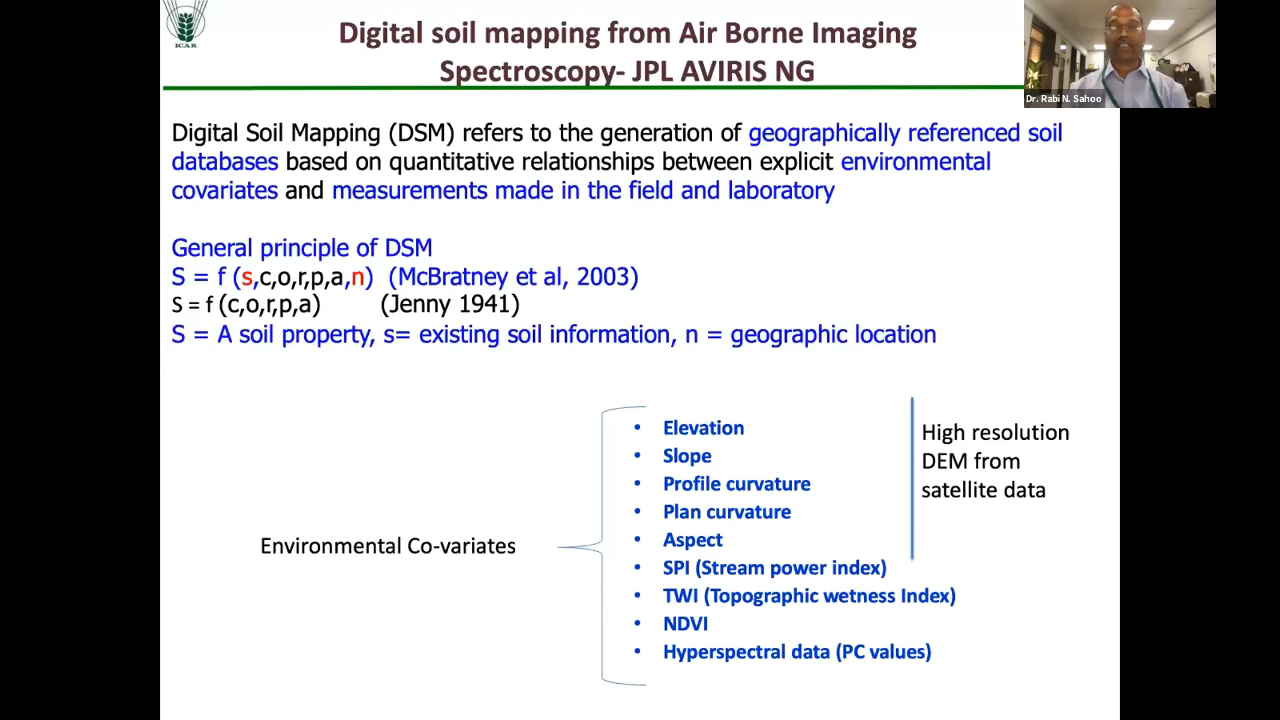 Digital soil mapping from Air Borne Imaging
Spectroscopy- JPL AVIRIS NG
ICAR
Dr. Rabi N. Sahoo
Digital Soil Mapping (DSM) refers to the generation of geographically referenced soil
databases based on quantitative relationships between explicit environmental
covariates and measurements made in the field and laboratory
General principle of DSM
S = f (s,c,o,r,p,a,n) (McBratney et al, 2003)
S = f (c,o,r,p,a) (Jenny 1941)
S = A soil property, s= existing soil information, n = geographic location
Environmental Co-variates
• Elevation
• Slope
• Profile curvature
• Plan curvature
• Aspect
• SPI (Stream power index)
• TWI (Topographic wetness Index)
• NDVI
• Hyperspectral data (PC values)
High resolution
DEM from
satellite data